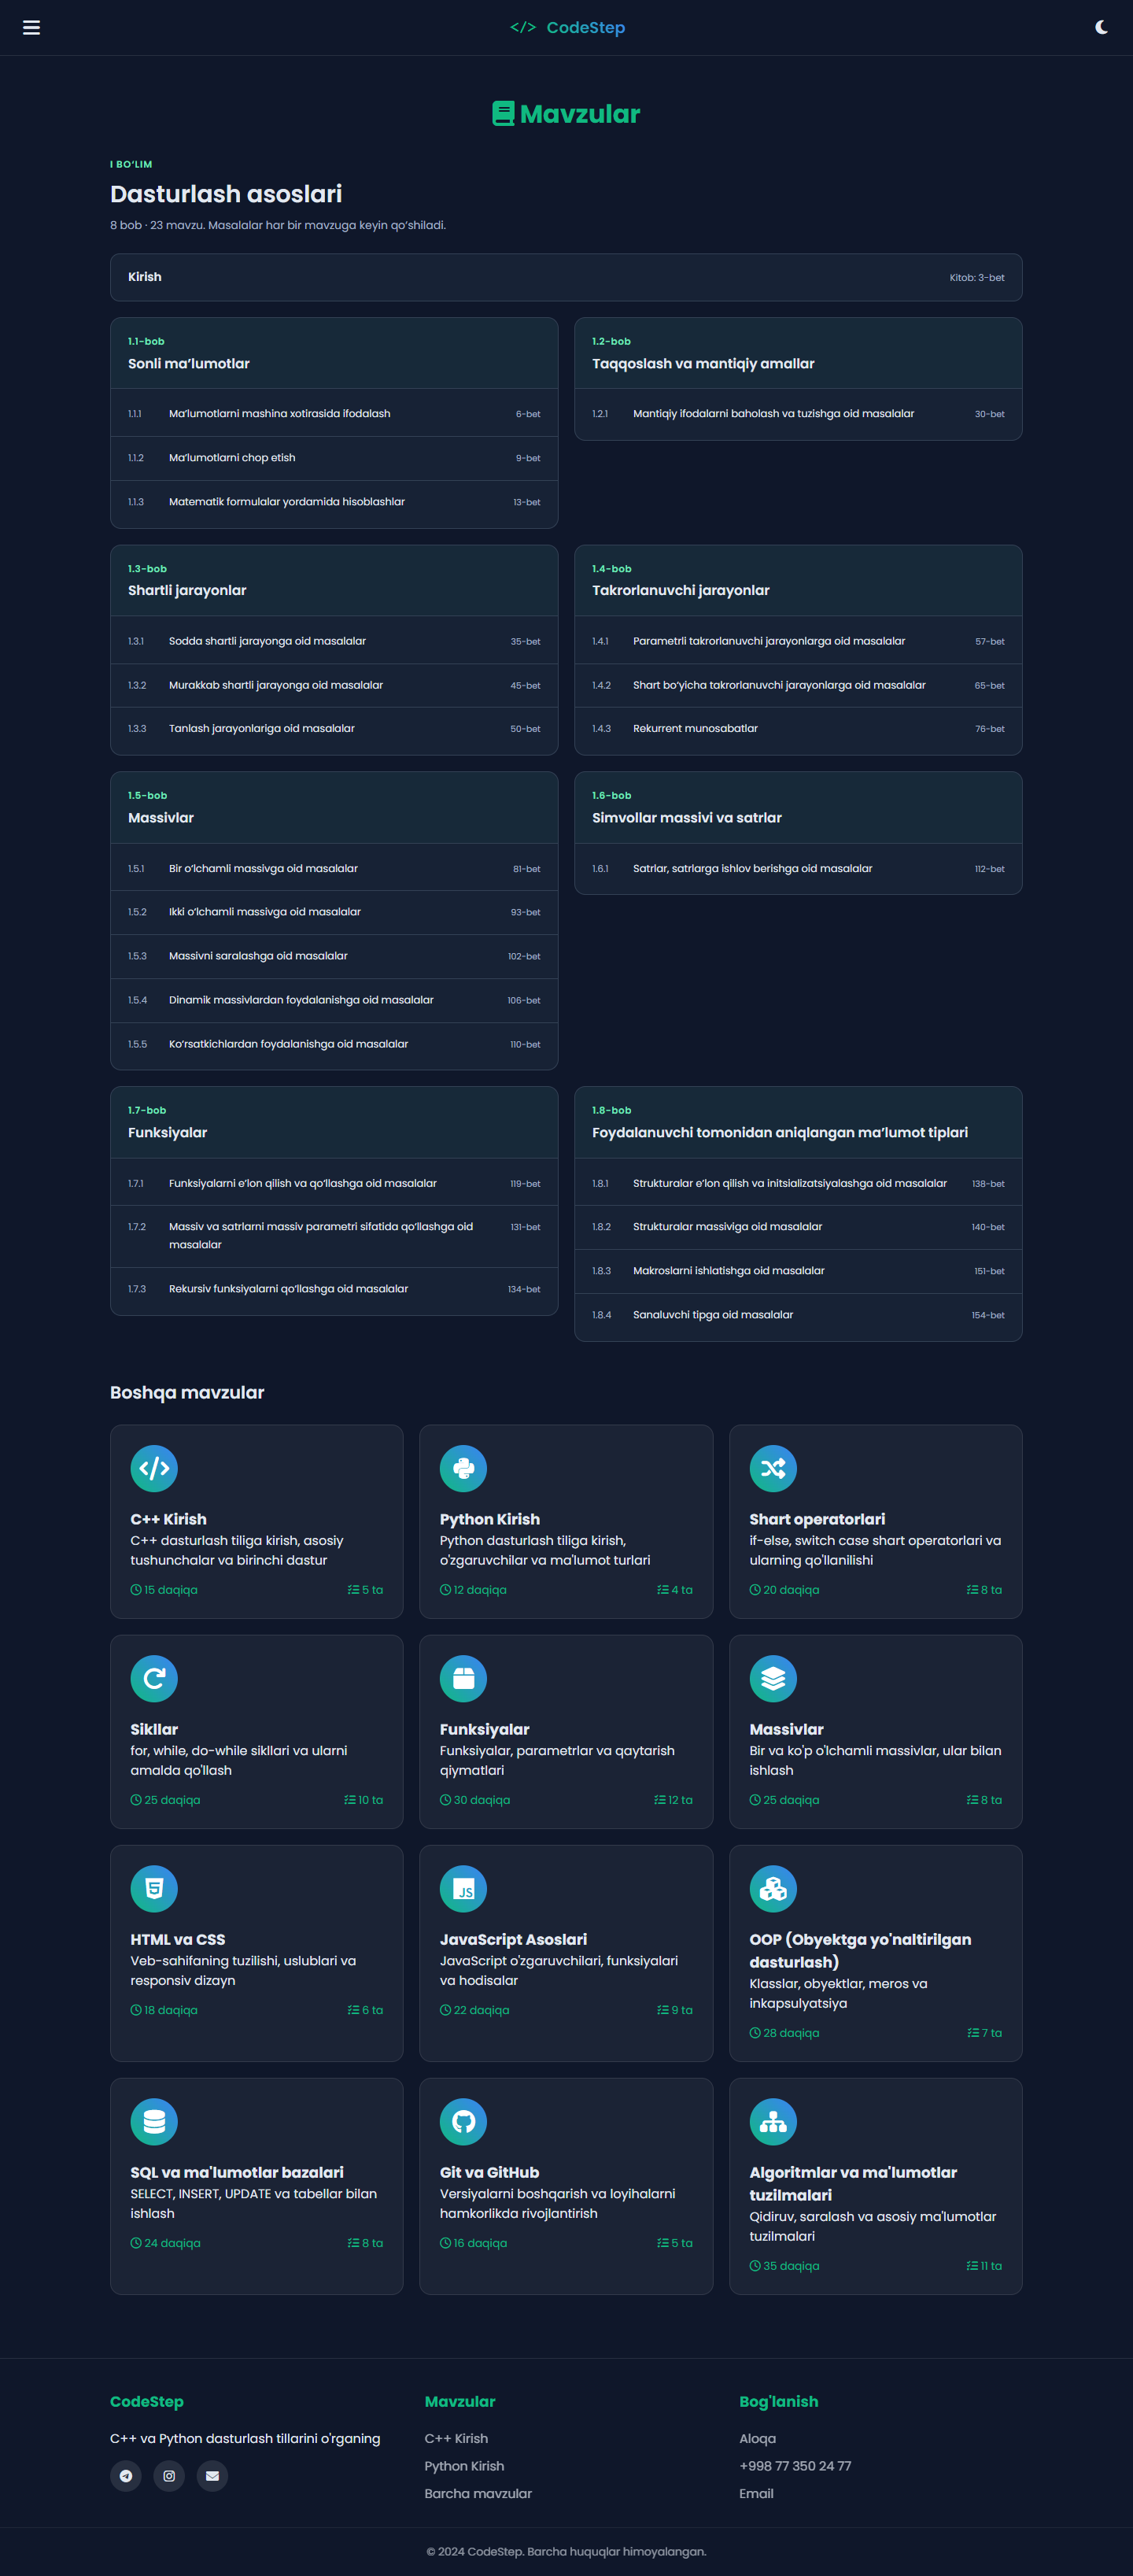 </> CodeStep
Mavzular
I BO‘LIM
Dasturlash asoslari
8 bob · 23 mavzu. Masalalar har bir mavzuga keyin qo‘shiladi.
Kirish
Kitob: 3-bet
1.1-bob
Sonli ma’lumotlar
1.1.1 Ma’lumotlarni mashina xotirasida ifodalash 6-bet
1.1.2 Ma’lumotlarni chop etish 9-bet
1.1.3 Matematik formulalar yordamida hisoblashlar 13-bet
1.2-bob
Taqqoslash va mantiqiy amallar
1.2.1 Mantiqiy ifodalarni baholash va tuzishga oid masalalar 30-bet
1.3-bob
Shartli jarayonlar
1.3.1 Sodda shartli jarayonga oid masalalar 35-bet
1.3.2 Murakkab shartli jarayonga oid masalalar 45-bet
1.3.3 Tanlash jarayonlariga oid masalalar 50-bet
1.4-bob
Takrorlanuvchi jarayonlar
1.4.1 Parametrli takrorlanuvchi jarayonlarga oid masalalar 57-bet
1.4.2 Shart bo‘yicha takrorlanuvchi jarayonlarga oid masalalar 65-bet
1.4.3 Rekurrent munosabatlar 76-bet
1.5-bob
Massivlar
1.5.1 Bir o‘lchamli massivga oid masalalar 81-bet
1.5.2 Ikki o‘lchamli massivga oid masalalar 93-bet
1.5.3 Massivni saralashga oid masalalar 102-bet
1.5.4 Dinamik massivlardan foydalanishga oid masalalar 106-bet
1.5.5 Ko‘rsatkichlardan foydalanishga oid masalalar 110-bet
1.6-bob
Simvollar massivi va satrlar
1.6.1 Satrlar, satrlarga ishlov berishga oid masalalar 112-bet
1.7-bob
Funksiyalar
1.7.1 Funksiyalarni e’lon qilish va qo‘llashga oid masalalar 119-bet
1.7.2 Massiv va satrlarni massiv parametri sifatida qo‘llashga oid 131-bet
masalalar
1.7.3 Rekursiv funksiyalarni qo‘llashga oid masalalar 134-bet
1.8-bob
Foydalanuvchi tomonidan aniqlangan ma’lumot tiplari
1.8.1 Strukturalar e’lon qilish va initsializatsiyalashga oid masalalar 138-bet
1.8.2 Strukturalar massiviga oid masalalar 140-bet
1.8.3 Makroslarni ishlatishga oid masalalar 151-bet
1.8.4 Sanaluvchi tipga oid masalalar 154-bet
Boshqa mavzular
C++ Kirish
C++ dasturlash tiliga kirish, asosiy
tushunchalar va birinchi dastur
15 daqiqa 5 ta
Python Kirish
Python dasturlash tiliga kirish,
o'zgaruvchilar va ma'lumot turlari
12 daqiqa 4 ta
Shart operatorlari
if-else, switch case shart operatorlari va
ularning qo'llanilishi
20 daqiqa 8 ta
Sikllar
for, while, do-while sikllari va ularni
amalda qo'llash
25 daqiqa 10 ta
Funksiyalar
Funksiyalar, parametrlar va qaytarish
qiymatlari
30 daqiqa 12 ta
Massivlar
Bir va ko'p o'lchamli massivlar, ular bilan
ishlash
25 daqiqa 8 ta
HTML va CSS
Veb-sahifaning tuzilishi, uslublari va
responsiv dizayn
18 daqiqa 6 ta
JS
JavaScript Asoslari
JavaScript o'zgaruvchilari, funksiyalari
va hodisalar
22 daqiqa 9 ta
OOP (Obyektga yo'naltirilgan
dasturlash)
Klasslar, obyektlar, meros va
inkapsulyatsiya
28 daqiqa 7 ta
SQL va ma'lumotlar bazalari
SELECT, INSERT, UPDATE va tabellar bilan
ishlash
24 daqiqa 8 ta
Git va GitHub
Versiyalarni boshqarish va loyihalarni
hamkorlikda rivojlantirish
16 daqiqa 5 ta
Algoritmlar va ma'lumotlar
tuzilmalari
Qidiruv, saralash va asosiy ma'lumotlar
tuzilmalari
35 daqiqa 11 ta
CodeStep
C++ va Python dasturlash tillarini o'rganing
Mavzular
C++ Kirish
Python Kirish
Barcha mavzular
Bog'lanish
Aloqa
+998 77 350 24 77
Email
© 2024 CodeStep. Barcha huquqlar himoyalangan.